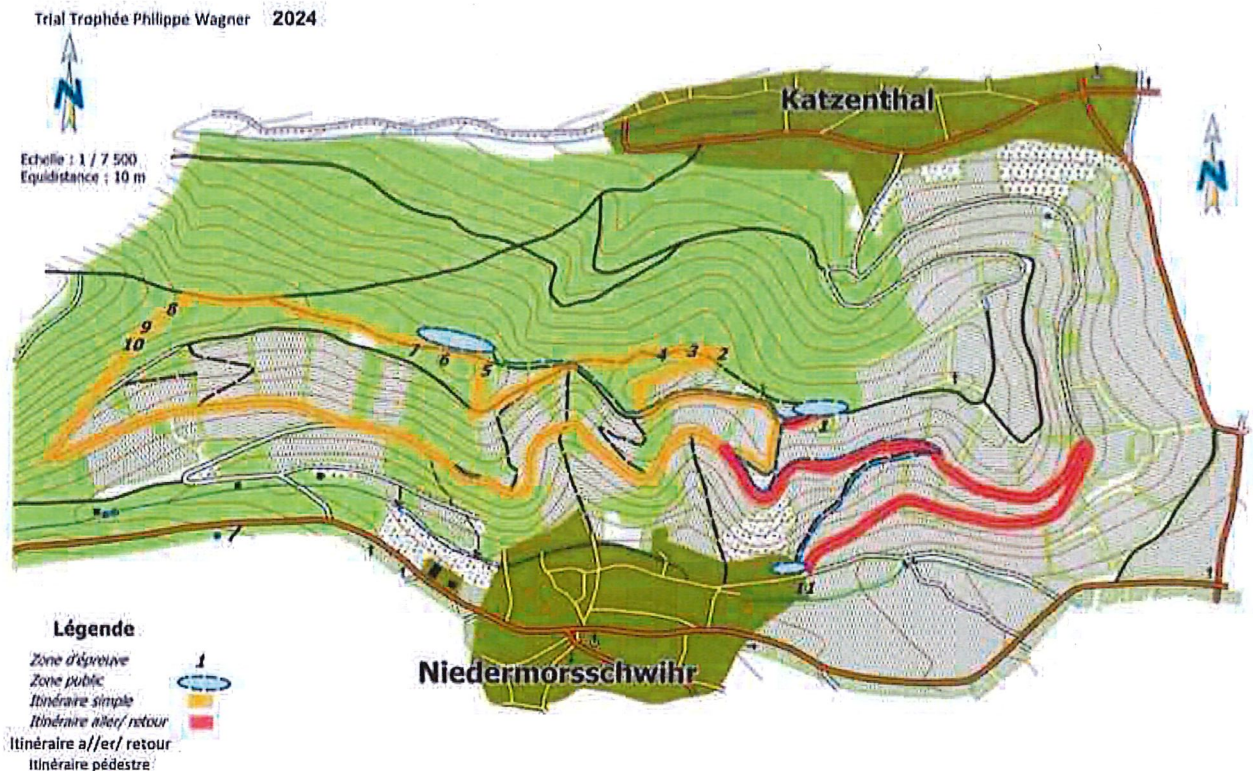 Trial Trophée Philippe Wagner 2024
N
Echelle : 1 / 7 500
Equidistance : 10 m
Katzenthal
N
8
9
10
7
6
5
4
3
2
1
11
Niedermorsschwihr
Légende
Zone d'épreuve 1
Zone public
Itinéraire simple
Itinéraire aller/ retour
Itinéraire a//er/ retour
Itinéraire pédestre